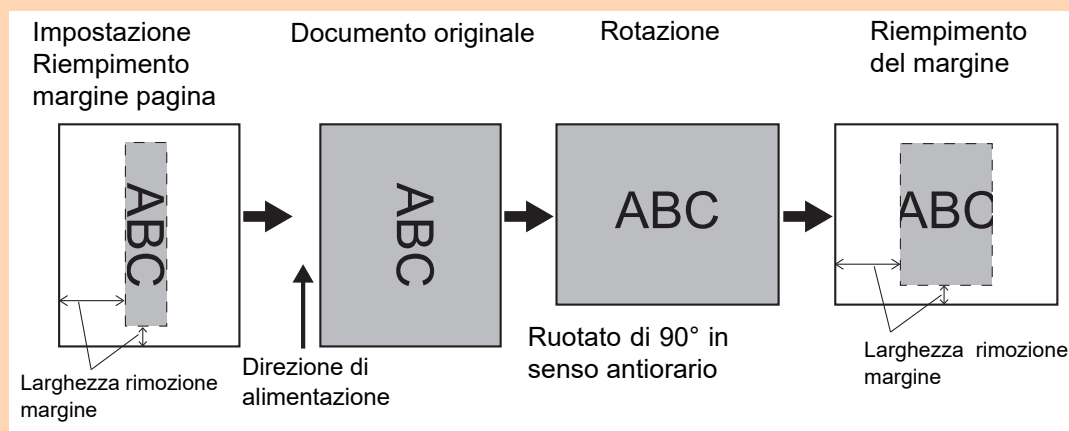 Impostazione
Riempimento
margine pagina
Documento originale
Rotazione
Riempimento
del margine
ABC
ABC
ABC
ABC
Larghezza rimozione
margine
Direzione di
alimentazione
Ruotato di 90° in
senso antiorario
Larghezza rimozione
margine